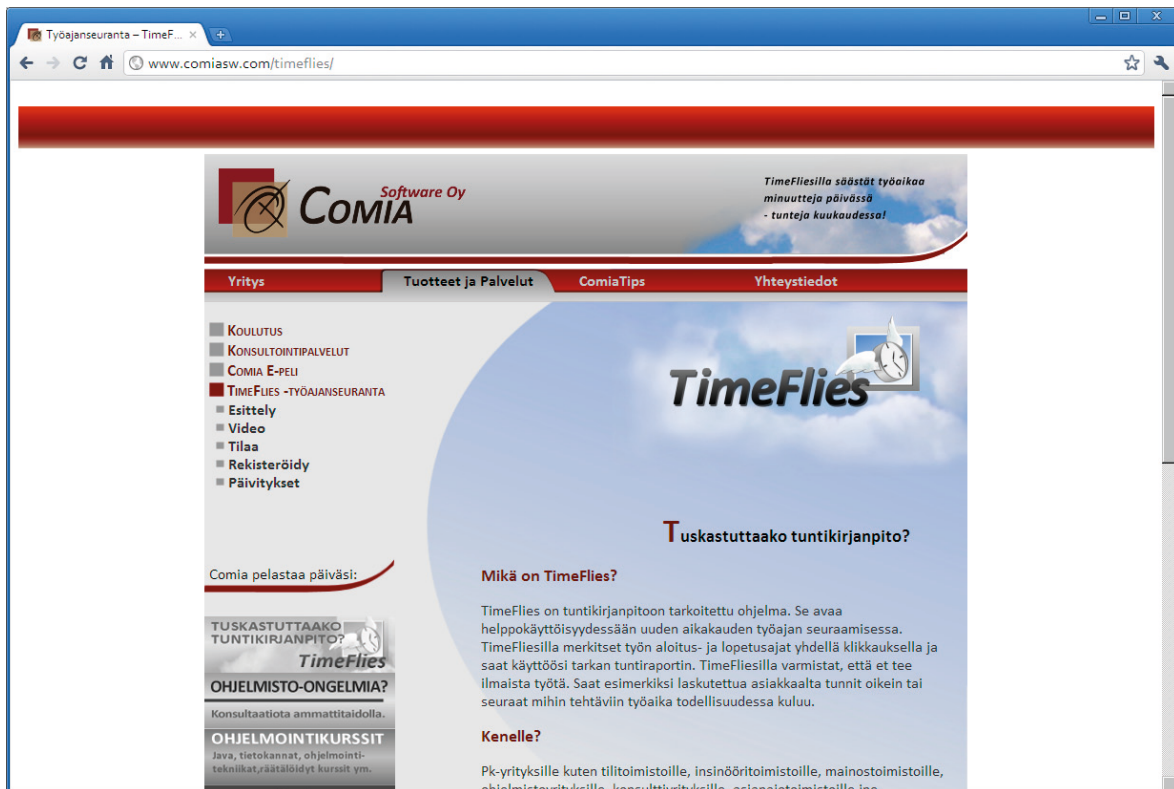 Työajanseuranta – TimeF...
www.comiasw.com/timeflies/
COMIA Software Oy
TimeFliesilla säästät työaikaa
minuutteja päivässä
- tunteja kuukaudessa!
Yritys
Tuotteet ja Palvelut
ComiaTips
Yhteystiedot
KOULUTUS
KONSULTOINTIPALVELUT
COMIA E-PELI
TIMEFLIES -TYÖAJANSEURANTA
Esittely
Video
Tilaa
Rekisteröidy
Päivitykset
Comia pelastaa päiväsi:
TUSKASTUTTAAKO
TUNTIKIRJANPITO?
TimeFlies
OHJELMISTO-ONGELMIA?
Konsultaatiota ammattitaidolla.
OHJELMOINTIKURSSIT
Java, tietokannat, ohjelmointi-
tekniikat,räätälöidyt kurssit ym.
TimeFlies
Tuskastuttaako tuntikirjanpito?
Mikä on TimeFlies?
TimeFlies on tuntikirjanpitoon tarkoitettu ohjelma. Se avaa
helppokäyttöisyydessään uuden aikakauden työajan seuraamisessa.
TimeFliesilla merkitset työn aloitus- ja lopetusajat yhdellä klikkauksella ja
saat käyttöösi tarkan tuntiraportin. TimeFliesilla varmistat, että et tee
ilmaista työtä. Saat esimerkiksi laskutettua asiakkaalta tunnit oikein tai
seuraat mihin tehtäviin työaika todellisuudessa kuluu.
Kenelle?
Pk-yrityksille kuten tilitoimistoille, insinööritoimistoille, mainostoimistoille,
ohjelmistoyrityksille, konsulttiyrityksille, asianajotoimistoille jne.